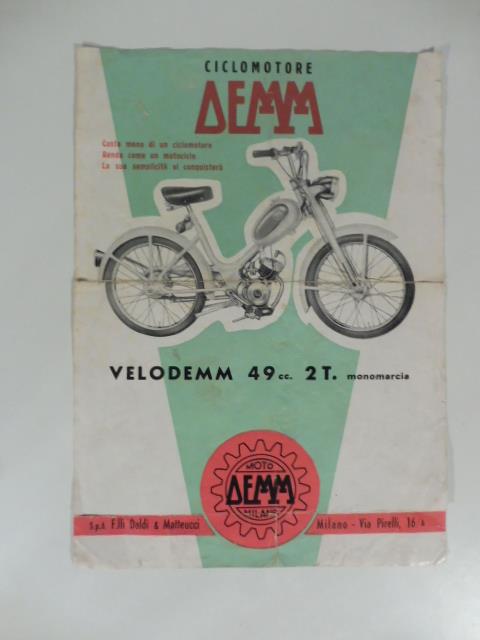 CICLOMOTORE
DEMM
Costa meno di un ciclomotore
Rende come un motociclo
La sua semplicità vi conquisterà
VELODEMM 49 cc. 2T. monomarcia
MOTO
DEMM
MILANO
S.p.A. F.lli Daldi & Matteucci
Milano - Via Pirelli, 16 A